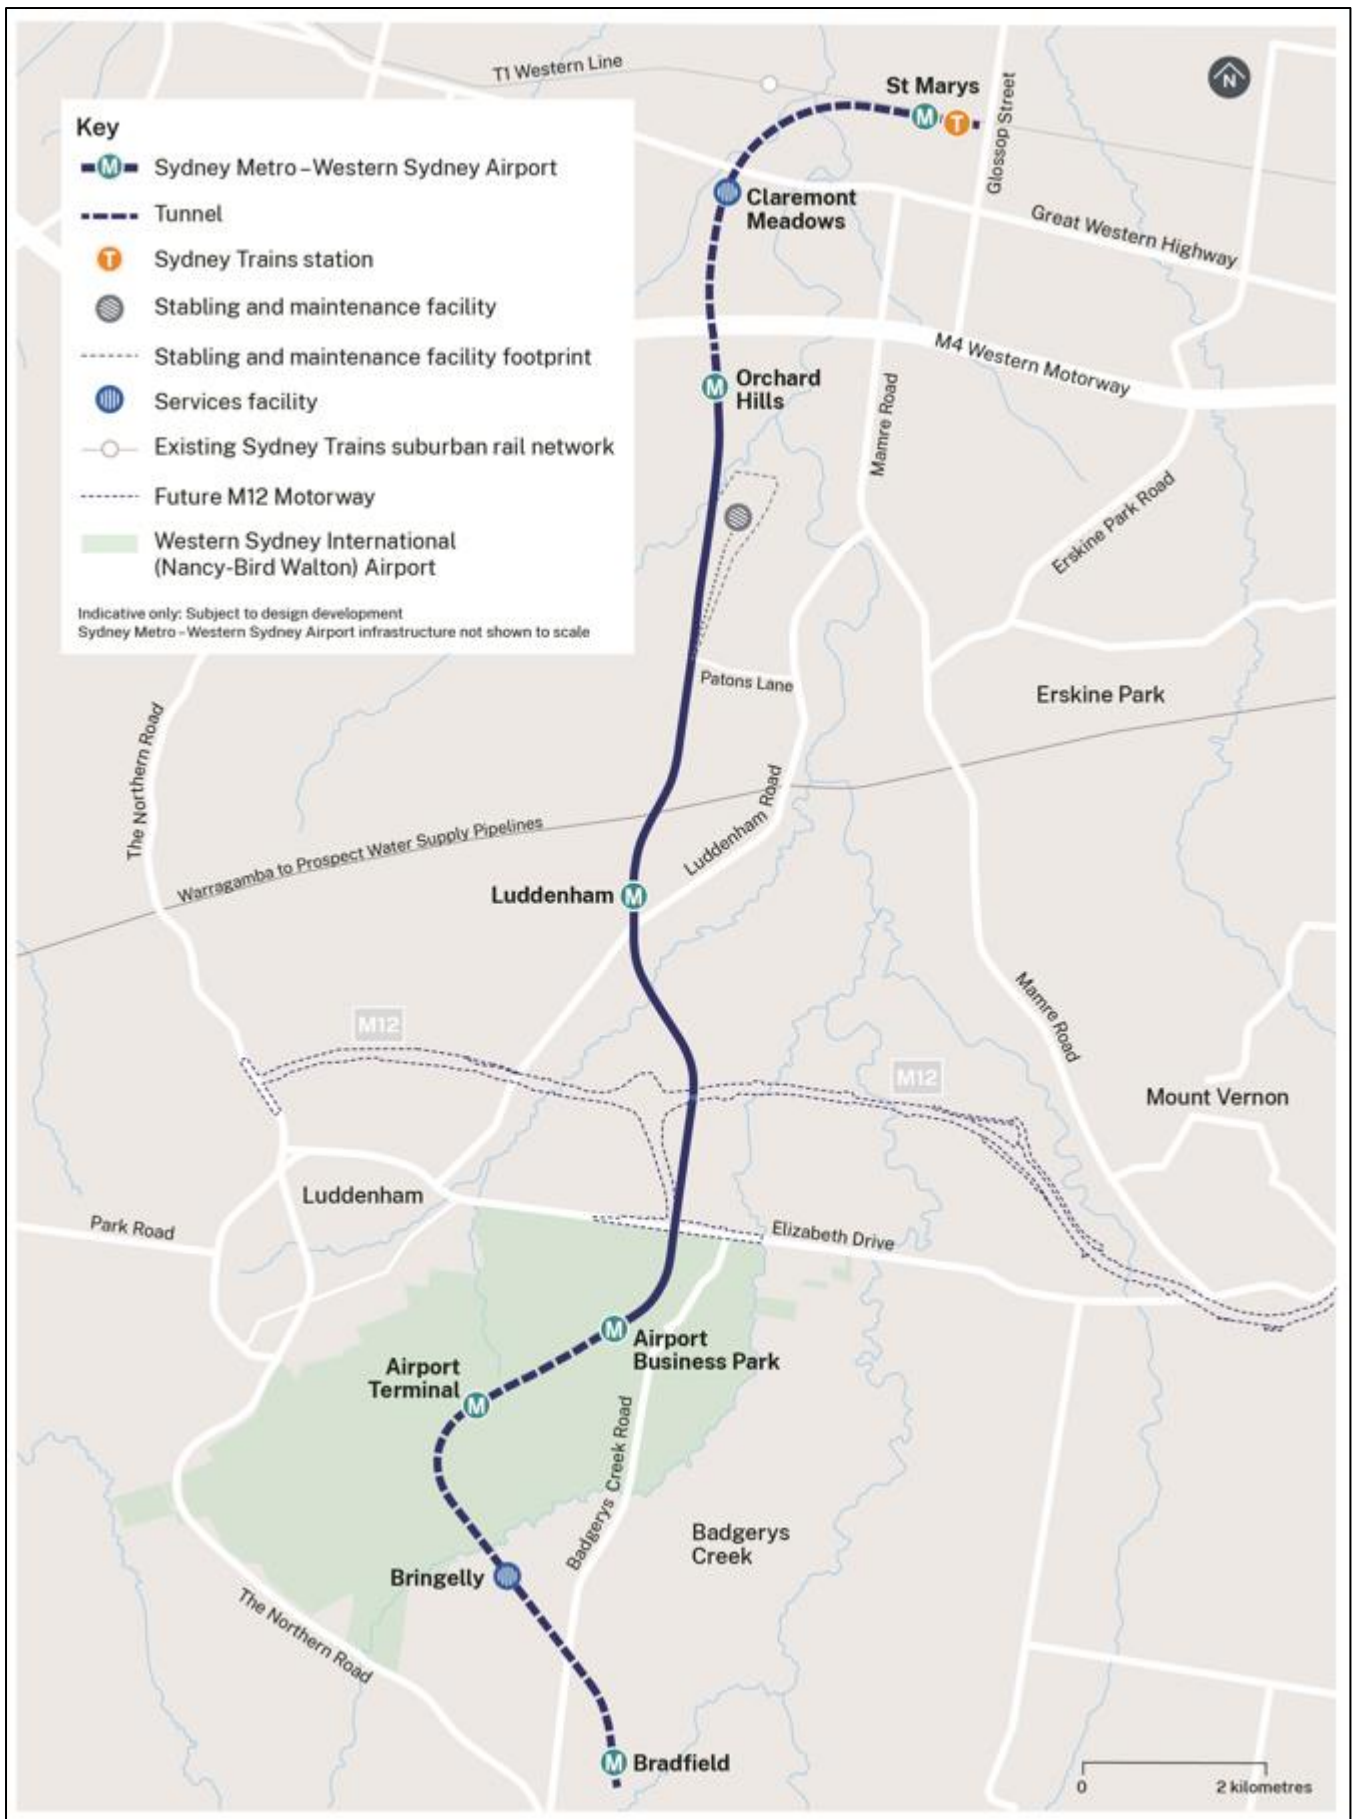 T1 Western Line
St Marys
N
M
T
Glossop Street
Key
M
Sydney Metro – Western Sydney Airport
Tunnel
T
Sydney Trains station
Stabling and maintenance facility
Stabling and maintenance facility footprint
Services facility
Existing Sydney Trains suburban rail network
Future M12 Motorway
Western Sydney International
(Nancy-Bird Walton) Airport
Indicative only: Subject to design development
Sydney Metro – Western Sydney Airport infrastructure not shown to scale
Claremont
Meadows
Great Western Highway
M4 Western Motorway
M
Orchard
Hills
Mamre Road
Erskine Park Road
Patons Lane
Erskine Park
The Northern Road
Luddenham Road
Warragamba to Prospect Water Supply Pipelines
Luddenham
M
Mamre Road
M12
M12
Mount Vernon
Luddenham
Park Road
Elizabeth Drive
M
Airport
Business Park
Airport
Terminal
M
Badgerys Creek Road
Badgerys
Creek
Bringelly
The Northern Road
M
Bradfield
0
2 kilometres